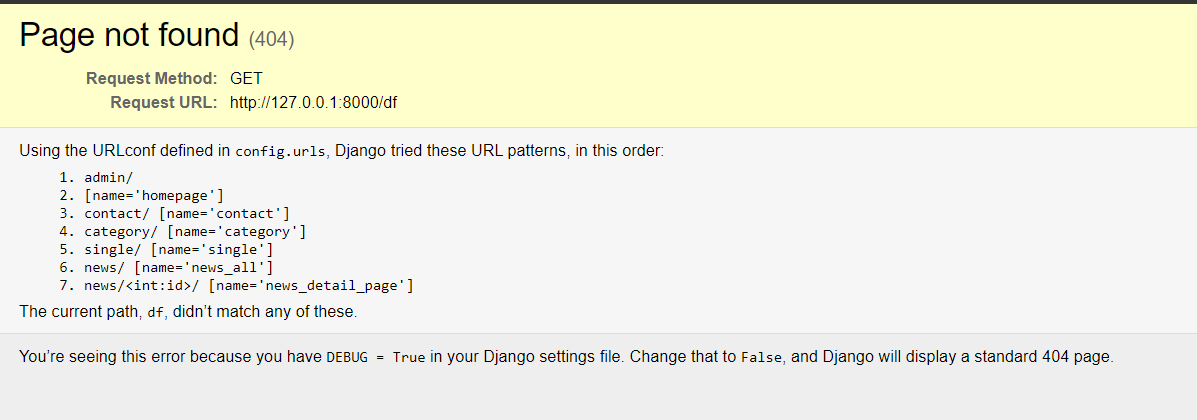 Page not found (404)
Request Method: GET
Request URL: http://127.0.0.1:8000/df
Using the URLconf defined in config.urls, Django tried these URL patterns, in this order:
1. admin/
2. [name='homepage']
3. contact/ [name='contact']
4. category/ [name='category']
5. single/ [name='single']
6. news/ [name='news_all']
7. news/<int:id>/ [name='news_detail_page']
The current path, df, didn’t match any of these.
You’re seeing this error because you have DEBUG = True in your Django settings file. Change that to False, and Django will display a standard 404 page.